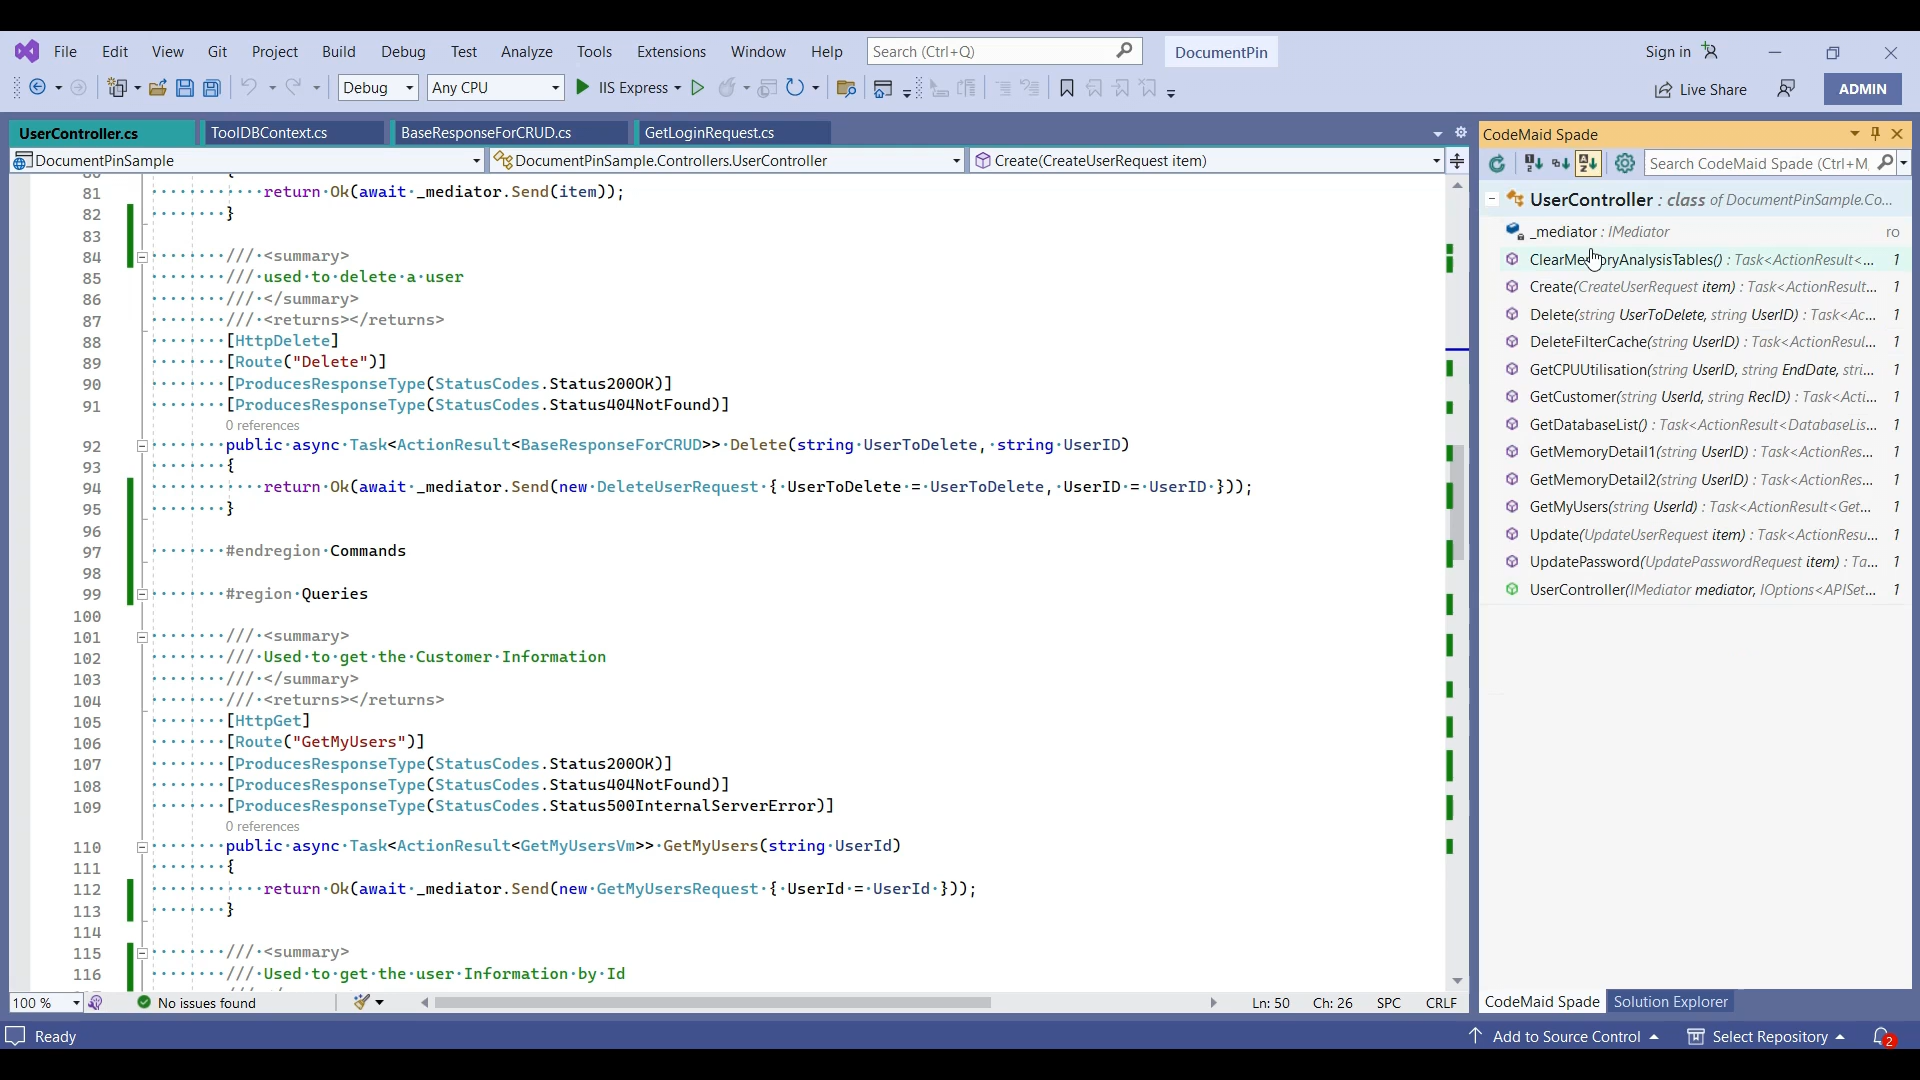 File Edit View Git Project Build Debug Test Analyze Tools Extensions Window Help Search (Ctrl+Q) DocumentPin Sign in
Debug Any CPU IIS Express Live Share ADMIN
UserController.cs ToolDBContext.cs BaseResponseForCRUD.cs GetLoginRequest.cs
DocumentPinSample DocumentPinSample.Controllers.UserController Create(CreateUserRequest item)
81 return Ok(await _mediator.Send(item));
82 }
83
84 /// <summary>
85 /// used to delete a user
86 /// </summary>
87 /// <returns></returns>
88 [HttpDelete]
89 [Route("Delete")]
90 [ProducesResponseType(StatusCodes.Status200OK)]
91 [ProducesResponseType(StatusCodes.Status404NotFound)]
0 references
92 public async Task<ActionResult<BaseResponseForCRUD>> Delete(string UserToDelete, string UserID)
93 {
94 return Ok(await _mediator.Send(new DeleteUserRequest { UserToDelete = UserToDelete, UserID = UserID }));
95 }
96
97 #endregion Commands
98
99 #region Queries
100
101 /// <summary>
102 /// Used to get the Customer Information
103 /// </summary>
104 /// <returns></returns>
105 [HttpGet]
106 [Route("GetMyUsers")]
107 [ProducesResponseType(StatusCodes.Status200OK)]
108 [ProducesResponseType(StatusCodes.Status404NotFound)]
109 [ProducesResponseType(StatusCodes.Status500InternalServerError)]
0 references
110 public async Task<ActionResult<GetMyUsersVm>> GetMyUsers(string UserId)
111 {
112 return Ok(await _mediator.Send(new GetMyUsersRequest { UserId = UserId }));
113 }
114
115 /// <summary>
116 /// Used to get the user Information by Id
100 % No issues found Ln: 50 Ch: 26 SPC CRLF
CodeMaid Spade
Search CodeMaid Spade (Ctrl+M,
UserController : class of DocumentPinSample.Co...
_mediator : IMediator ro
ClearMemoryAnalysisTables() : Task<ActionResult<... 1
Create(CreateUserRequest item) : Task<ActionResult... 1
Delete(string UserToDelete, string UserID) : Task<Ac... 1
DeleteFilterCache(string UserID) : Task<ActionResul... 1
GetCPUUtilisation(string UserID, string EndDate, stri... 1
GetCustomer(string UserId, string RecID) : Task<Acti... 1
GetDatabaseList() : Task<ActionResult<DatabaseLis... 1
GetMemoryDetail1(string UserID) : Task<ActionRes... 1
GetMemoryDetail2(string UserID) : Task<ActionRes... 1
GetMyUsers(string UserId) : Task<ActionResult<Get... 1
Update(UpdateUserRequest item) : Task<ActionResu... 1
UpdatePassword(UpdatePasswordRequest item) : Ta... 1
UserController(IMediator mediator, IOptions<APISet... 1
CodeMaid Spade Solution Explorer
Ready Add to Source Control Select Repository 2